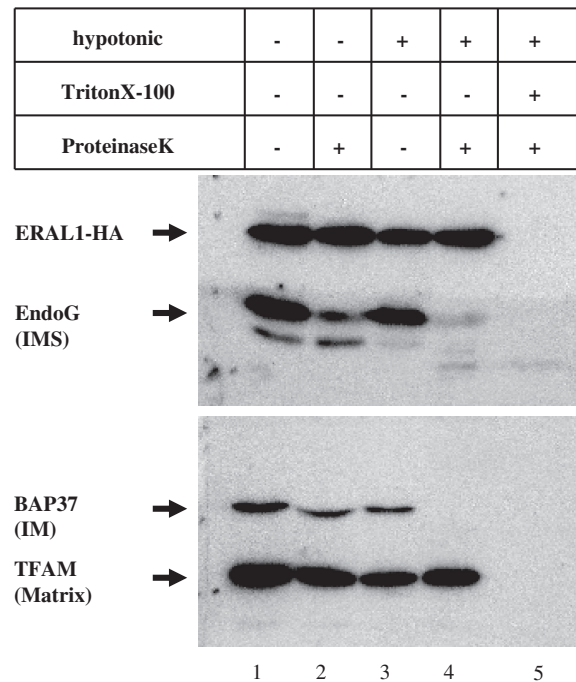 hypotonic - - + + +
TritonX-100 - - - - +
ProteinaseK - + - + +
ERAL1-HA
EndoG
(IMS)
BAP37
(IM)
TFAM
(Matrix)
1 2 3 4 5